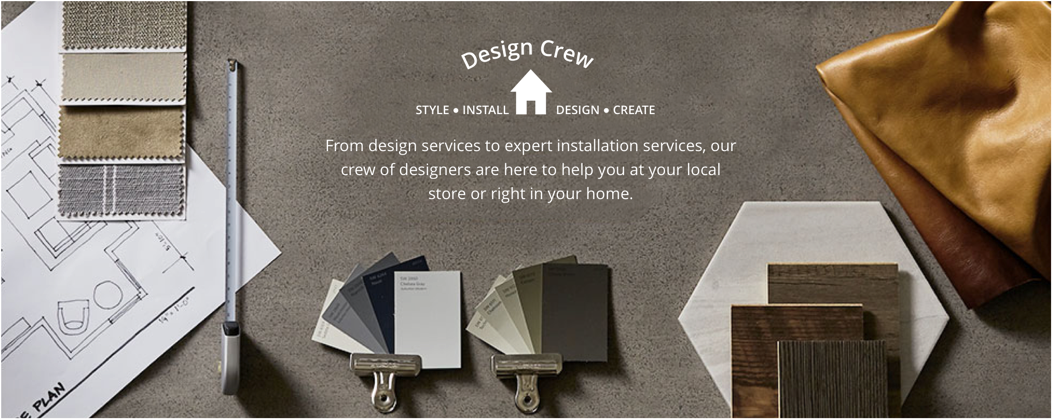 Design Crew
STYLE • INSTALL DESIGN • CREATE
From design services to expert installation services, our
crew of designers are here to help you at your local
store or right in your home.
E PLAN